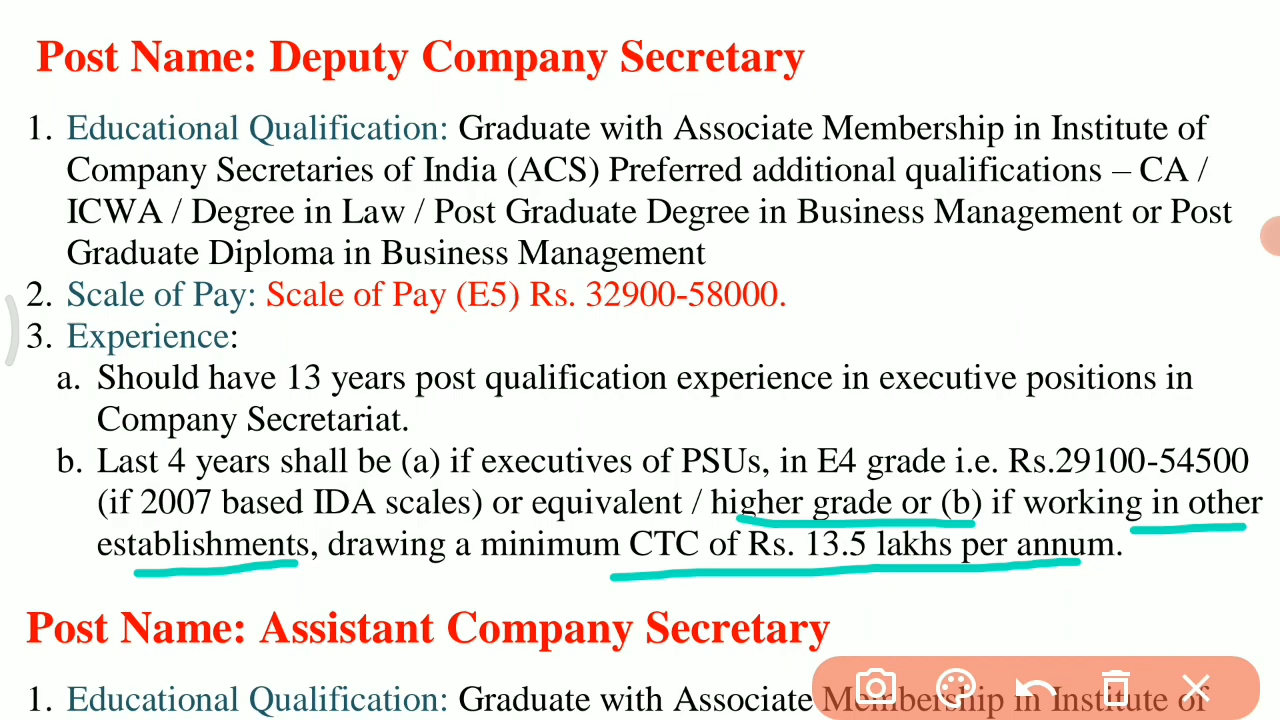 Post Name: Deputy Company Secretary
1. Educational Qualification: Graduate with Associate Membership in Institute of
Company Secretaries of India (ACS) Preferred additional qualifications – CA /
ICWA / Degree in Law / Post Graduate Degree in Business Management or Post
Graduate Diploma in Business Management
2. Scale of Pay: Scale of Pay (E5) Rs. 32900-58000.
3. Experience:
a. Should have 13 years post qualification experience in executive positions in
Company Secretariat.
b. Last 4 years shall be (a) if executives of PSUs, in E4 grade i.e. Rs.29100-54500
(if 2007 based IDA scales) or equivalent / higher grade or (b) if working in other
establishments, drawing a minimum CTC of Rs. 13.5 lakhs per annum.
Post Name: Assistant Company Secretary
1. Educational Qualification: Graduate with Associate Membership in Institute of